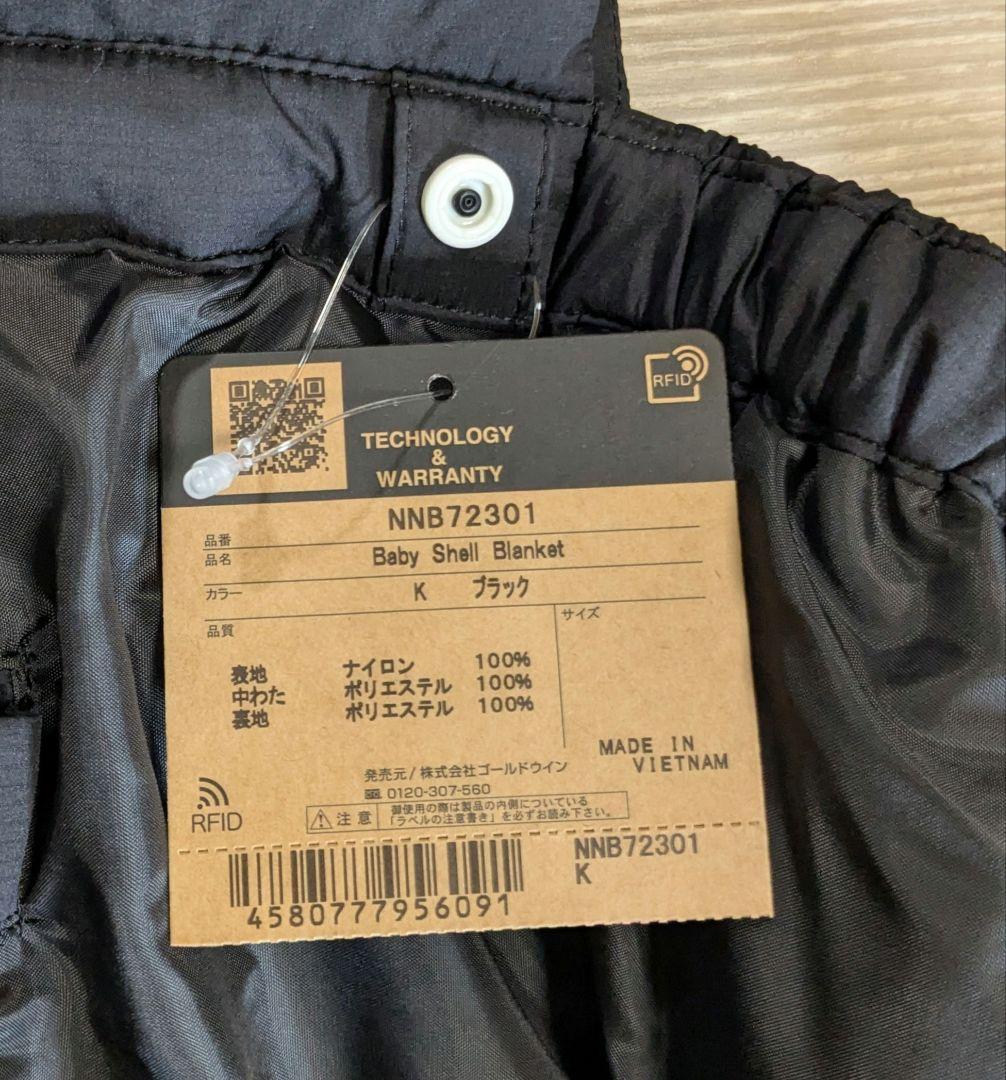 RFID
TECHNOLOGY
&
WARRANTY
品番 NNB72301
品名 Baby Shell Blanket
カラー K ブラック
品質
サイズ
表地 ナイロン 100%
中わた ポリエステル 100%
裏地 ポリエステル 100%
MADE IN
VIETNAM
発売元/株式会社ゴールドウイン
0120-307-560
RFID
注意
御使用の際は製品の内側についている
「ラベルの注意書き」を必ずお読み下さい。
NNB72301
K
4580777956091